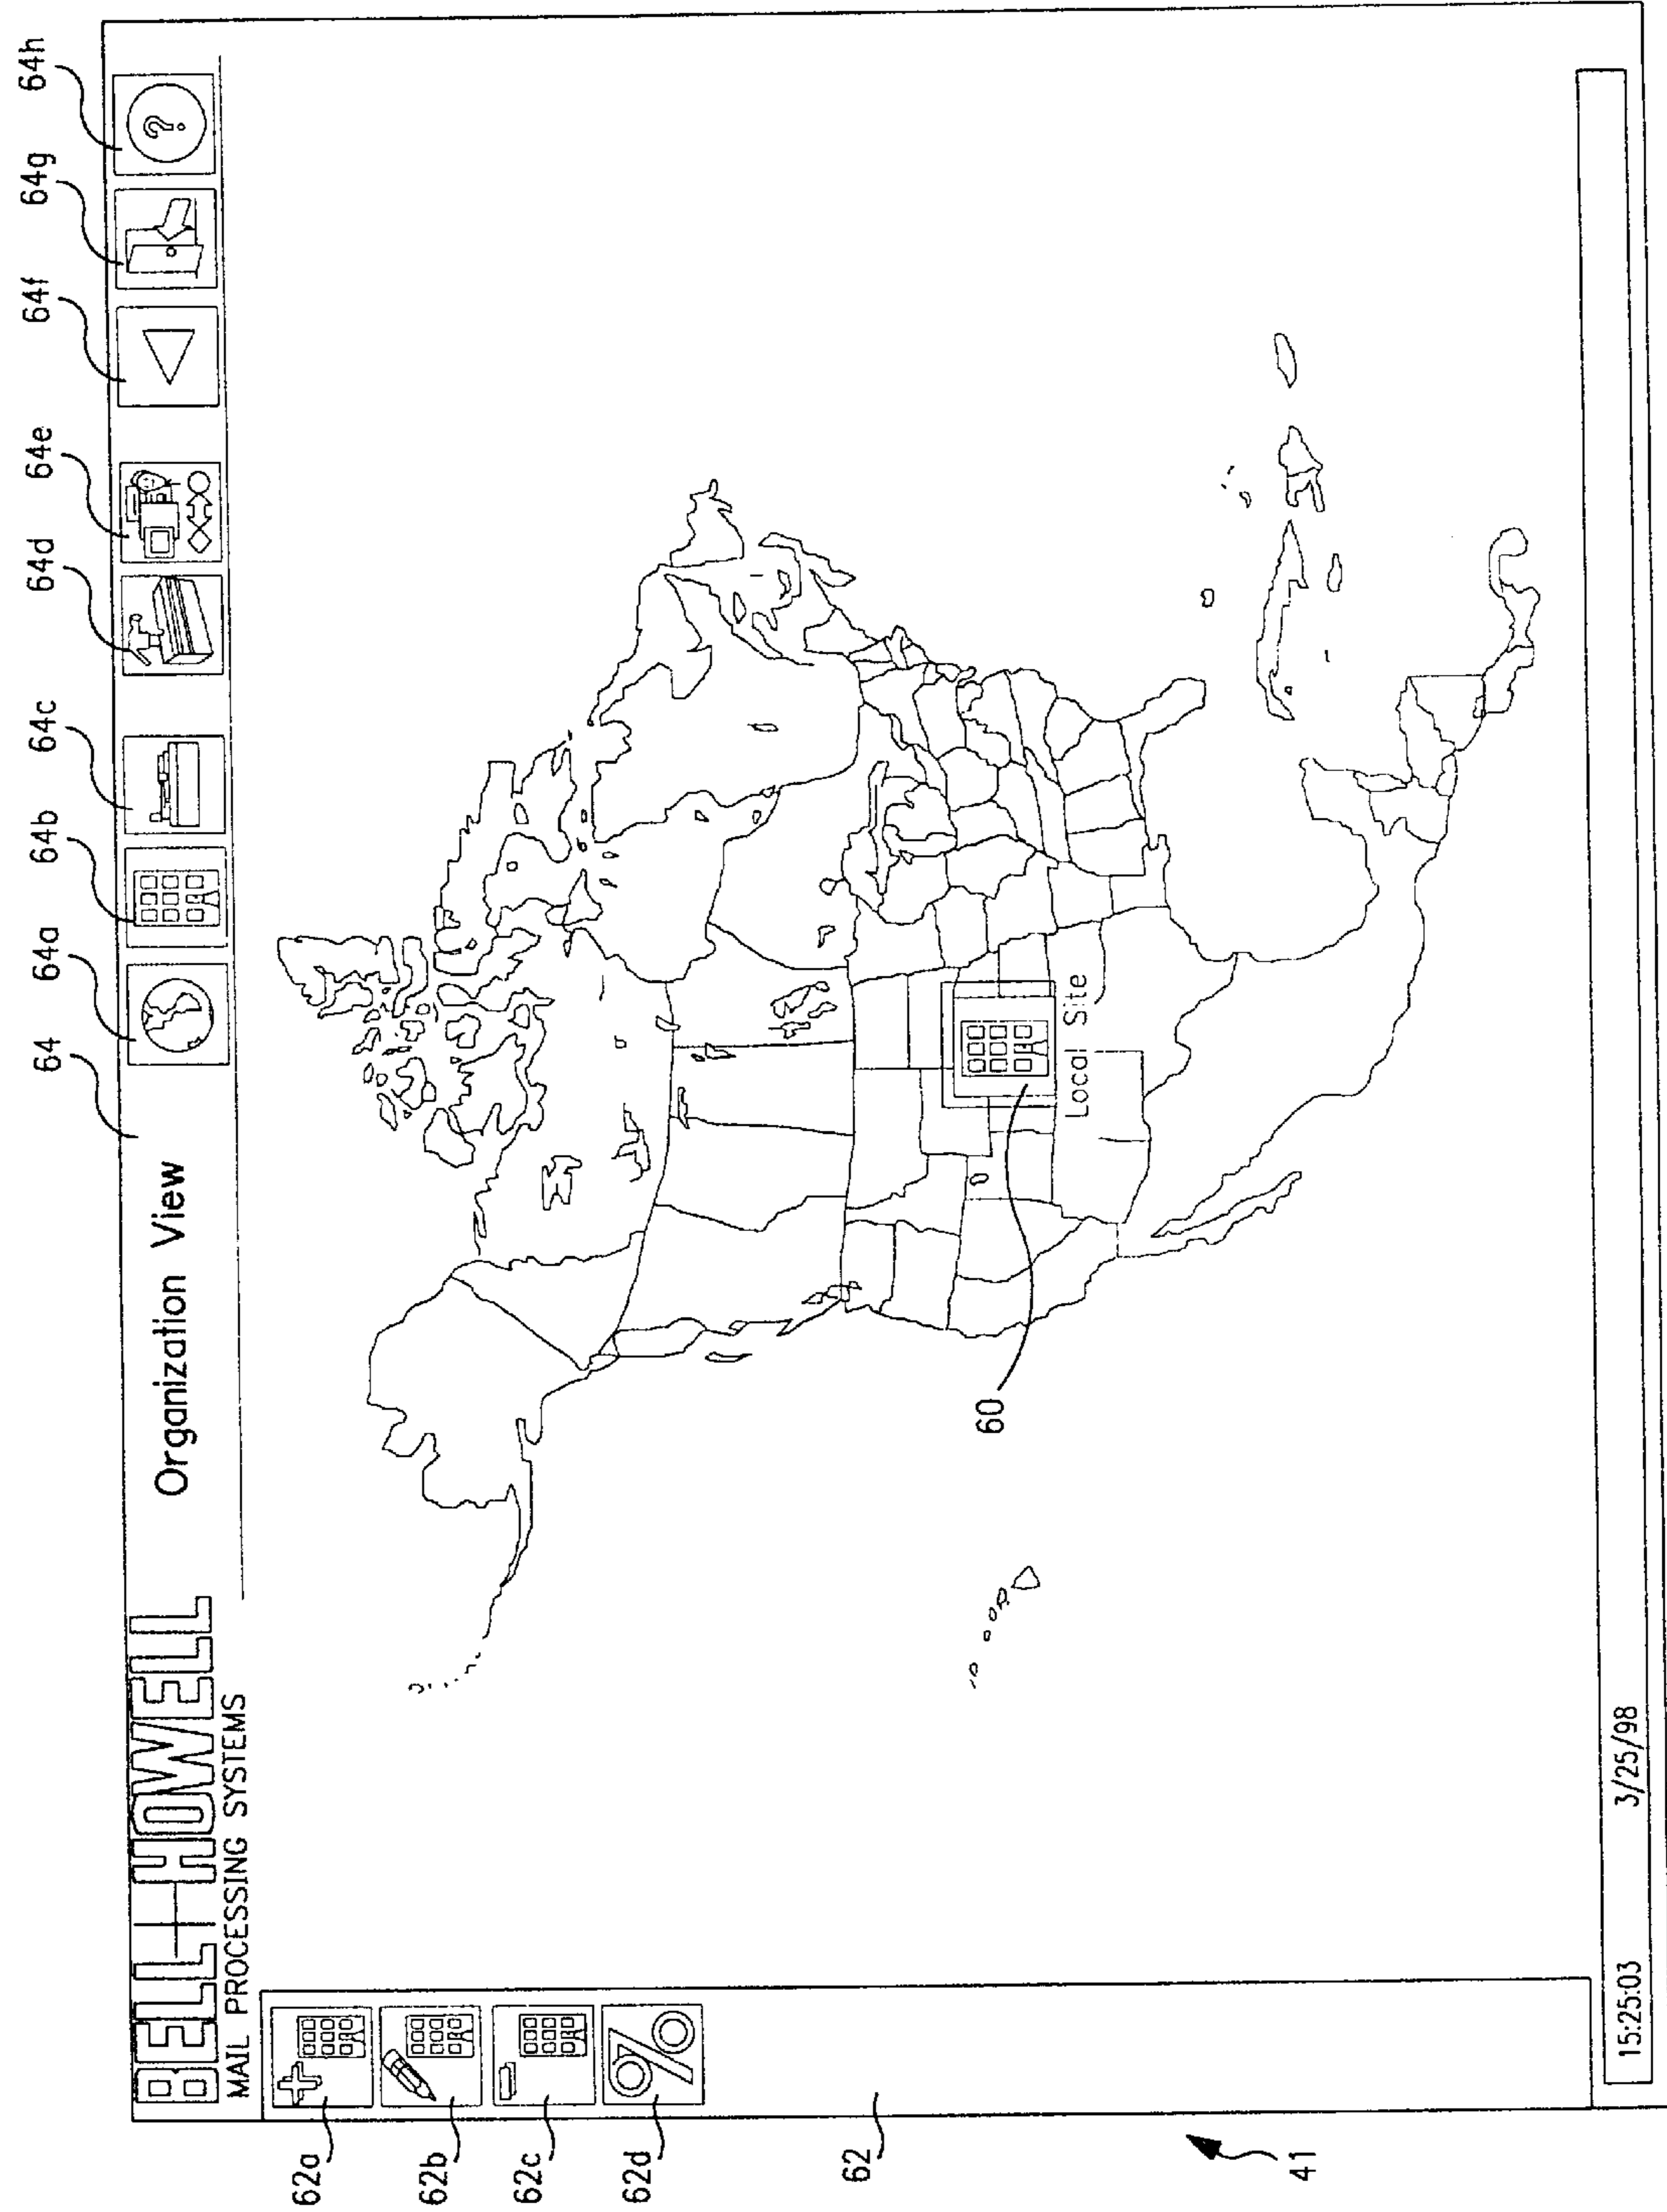 64 64a 64b 64c 64d 64e 64f 64g 64h
BELL+HOWELL
MAIL PROCESSING SYSTEMS
Organization View
62a
62b
62c
62d
62
41
60
Local Site
15:25:03 3/25/98